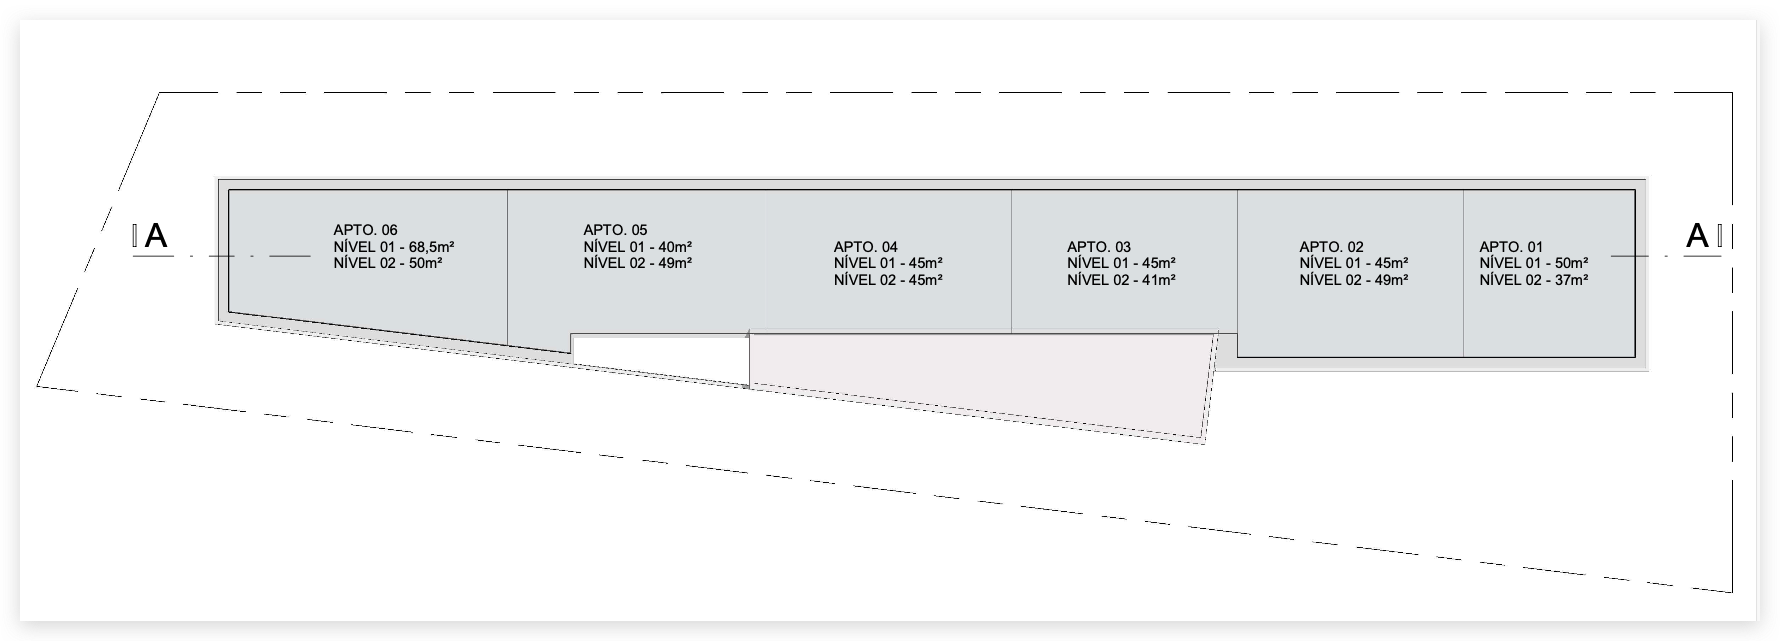 A
A
APTO. 06
NÍVEL 01 - 68,5m²
NÍVEL 02 - 50m²
APTO. 05
NÍVEL 01 - 40m²
NÍVEL 02 - 49m²
APTO. 04
NÍVEL 01 - 45m²
NÍVEL 02 - 45m²
APTO. 03
NÍVEL 01 - 45m²
NÍVEL 02 - 41m²
APTO. 02
NÍVEL 01 - 45m²
NÍVEL 02 - 49m²
APTO. 01
NÍVEL 01 - 50m²
NÍVEL 02 - 37m²